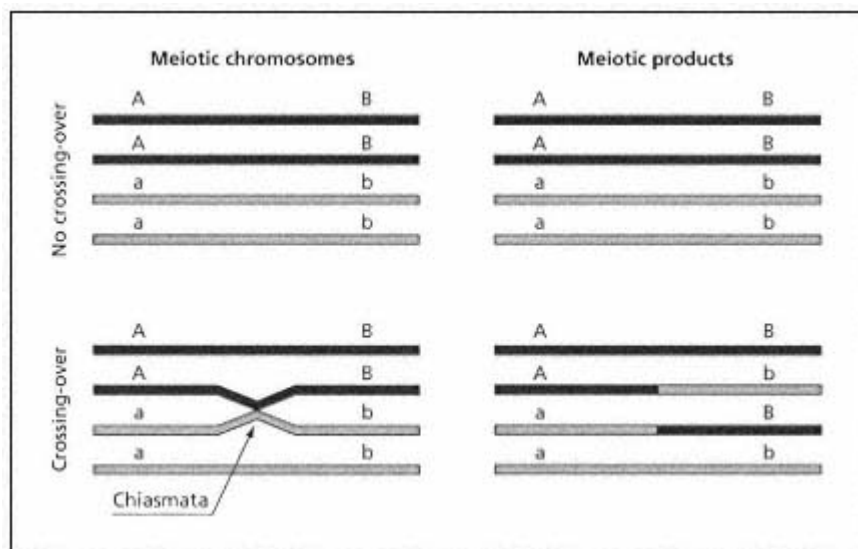 Meiotic chromosomes Meiotic products
No crossing-over
A B A B
A B A B
a b a b
a b a b
Crossing-over
A B A B
A B A b
a b a B
a b a b
Chiasmata